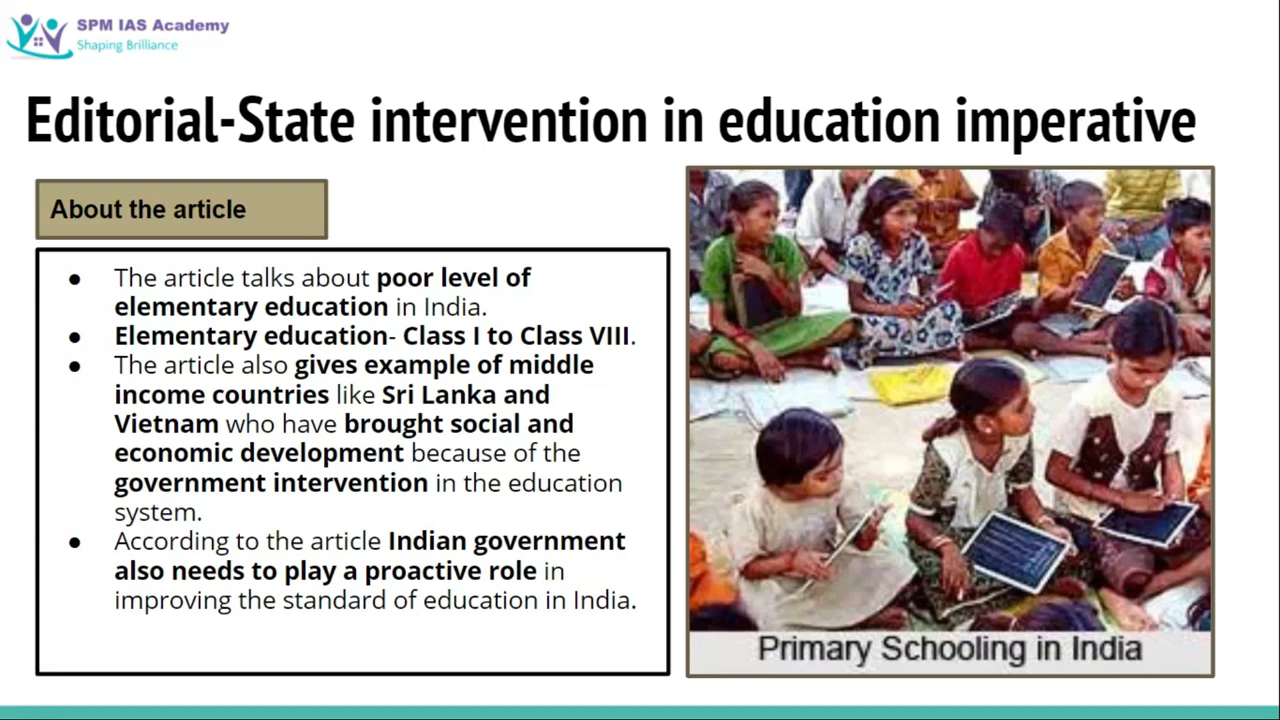 SPM IAS Academy
Shaping Brilliance
Editorial-State intervention in education imperative
About the article
● The article talks about poor level of
elementary education in India.
● Elementary education- Class I to Class VIII.
● The article also gives example of middle
income countries like Sri Lanka and
Vietnam who have brought social and
economic development because of the
government intervention in the education
system.
● According to the article Indian government
also needs to play a proactive role in
improving the standard of education in India.
Primary Schooling in India